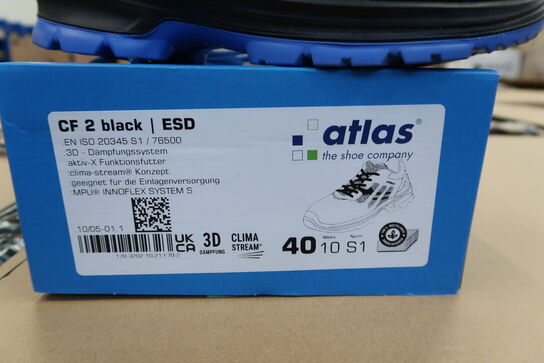 CF 2 black | ESD
EN ISO 20345 S1 / 76500
3D - Dämpfungssystem
aktiv-X Funktionsfutter
clima-stream® Konzept
geeignet für die Einlagenversorgung
MPU® INNOFLEX SYSTEM S
atlas®
the shoe company
10/05-01.1
UK
CA
3D
DÄMPFUNG
CLIMA
STREAM®
Weite Norm
40 10 S1